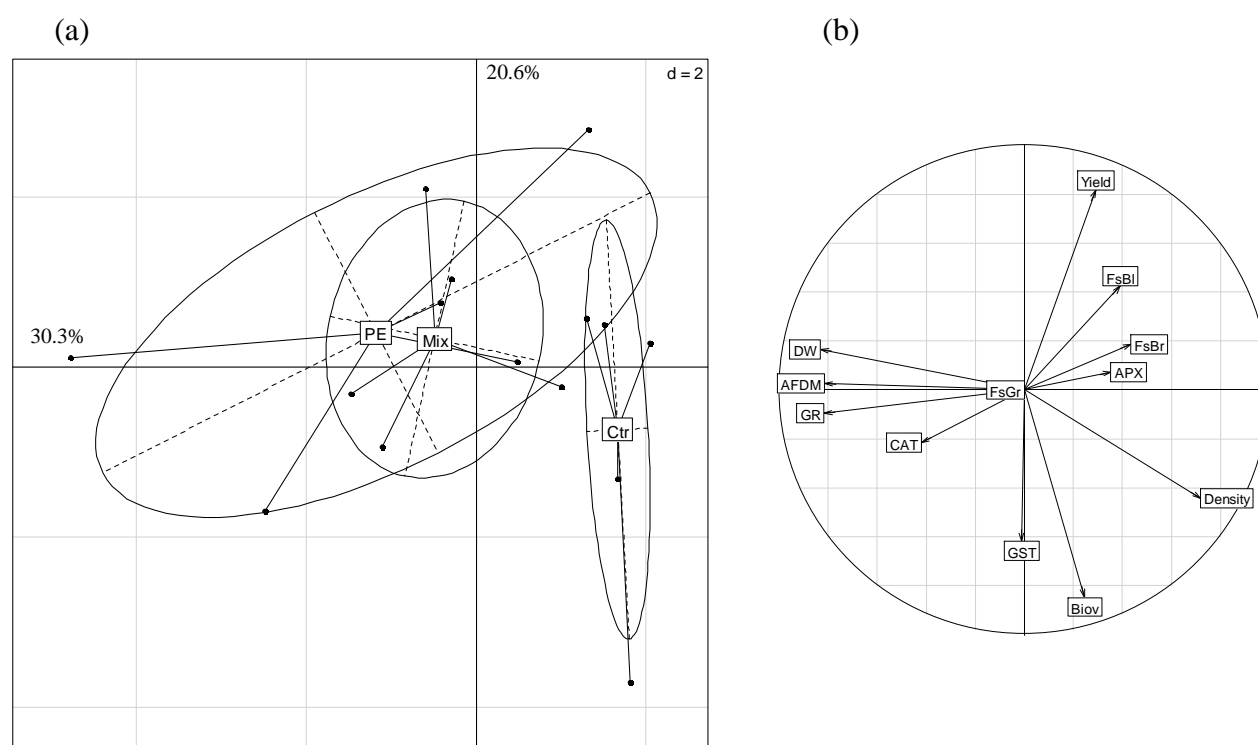 (a)
(b)
20.6%
d = 2
30.3%
PE
Mix
Ctr
Yield
FsBl
FsBr
APX
DW
AFDM
FsGr
GR
CAT
Density
GST
Biov